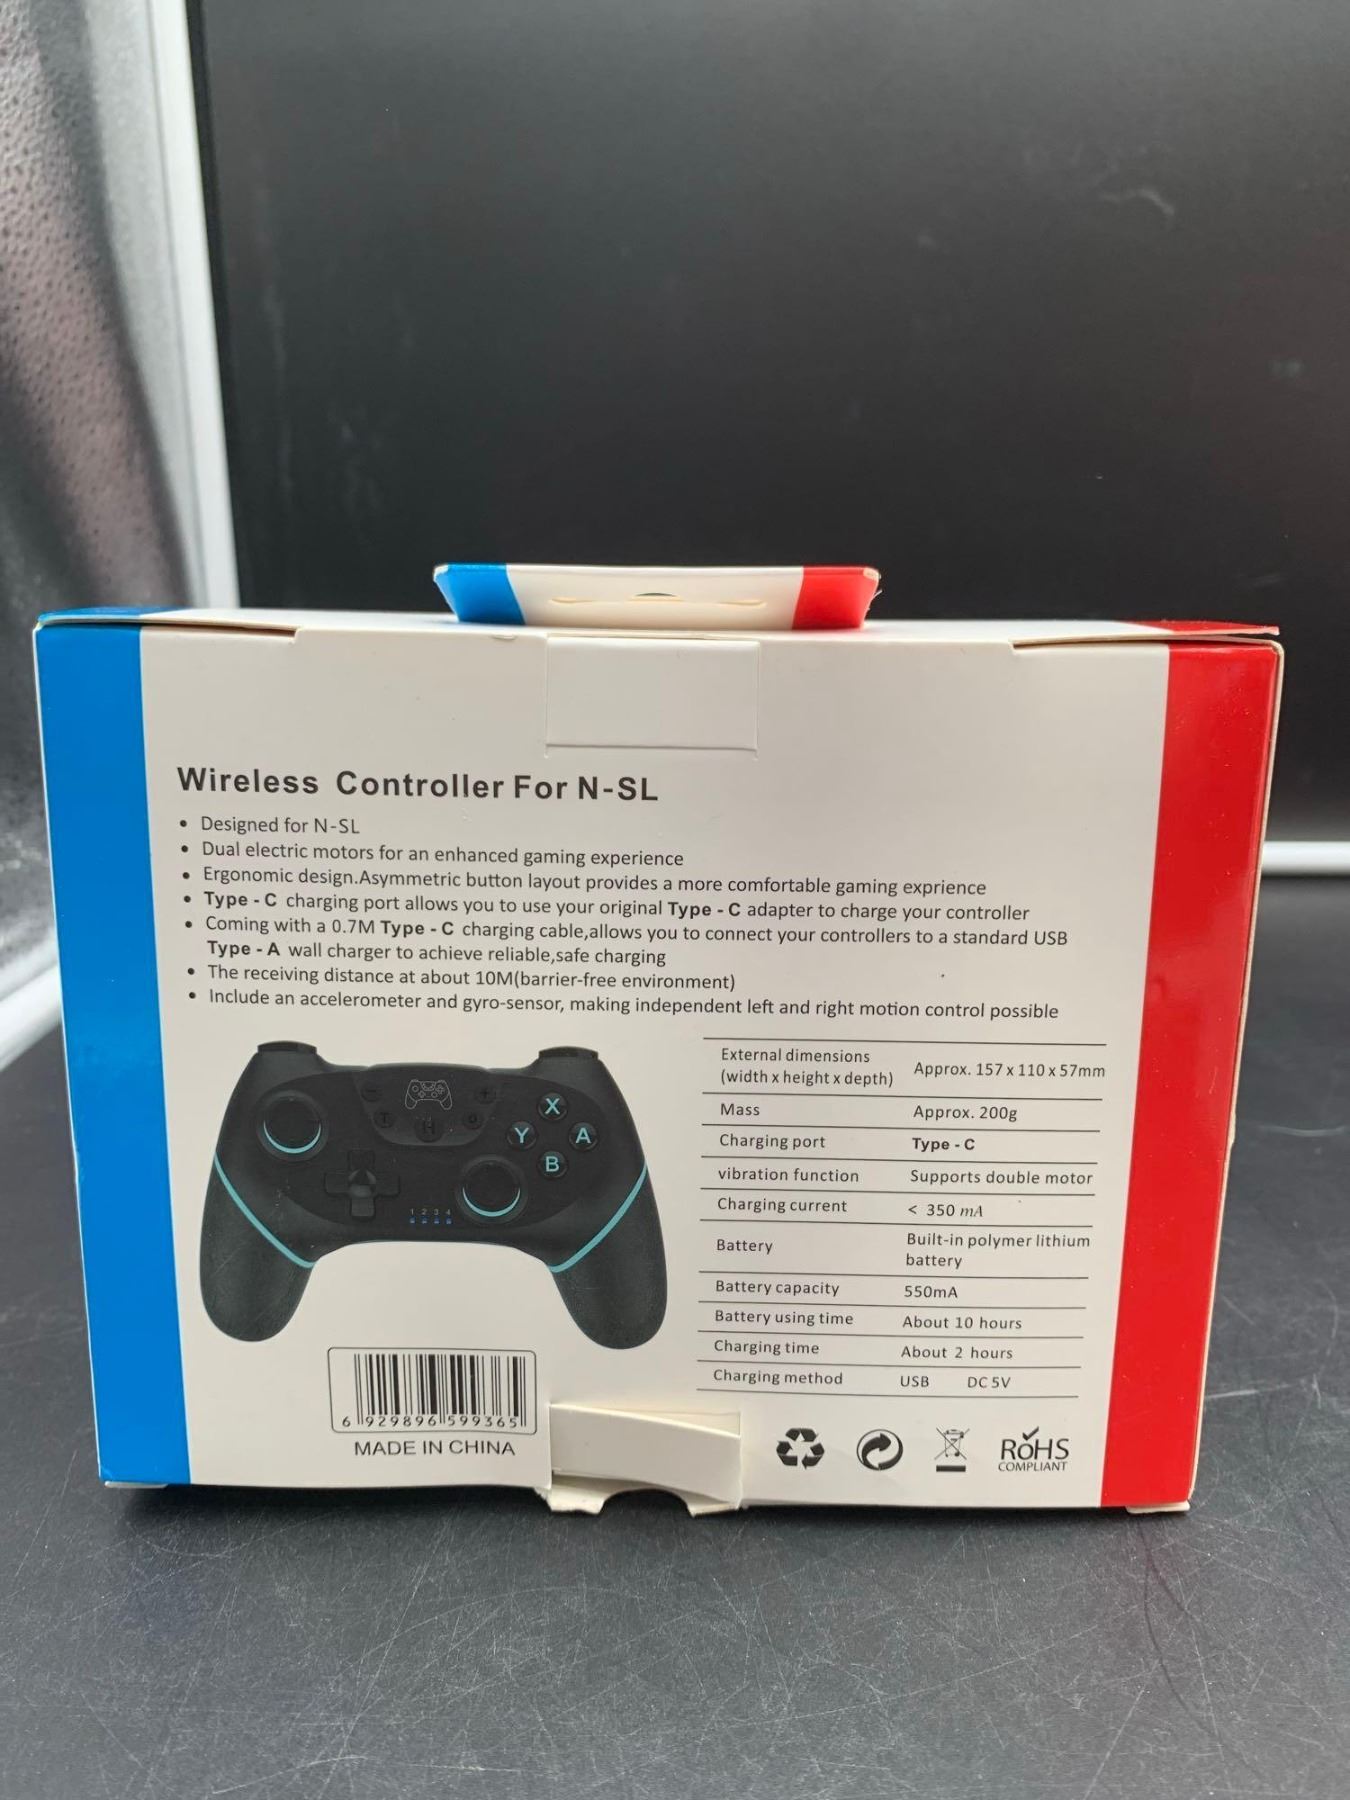 Wireless Controller For N-SL
• Designed for N-SL
• Dual electric motors for an enhanced gaming experience
• Ergonomic design.Asymmetric button layout provides a more comfortable gaming exprience
• Type - C charging port allows you to use your original Type - C adapter to charge your controller
• Coming with a 0.7M Type - C charging cable,allows you to connect your controllers to a standard USB
Type - A wall charger to achieve reliable,safe charging
• The receiving distance at about 10M(barrier-free environment)
• Include an accelerometer and gyro-sensor, making independent left and right motion control possible
External dimensions
(width x height x depth) Approx. 157 x 110 x 57mm
Mass Approx. 200g
Charging port Type - C
vibration function Supports double motor
Charging current < 350 mA
Battery Built-in polymer lithium
battery
Battery capacity 550mA
Battery using time About 10 hours
Charging time About 2 hours
Charging method USB DC 5V
X
Y A
B
T H
1 2 3 4
6 929896 599365
MADE IN CHINA
RoHS
COMPLIANT